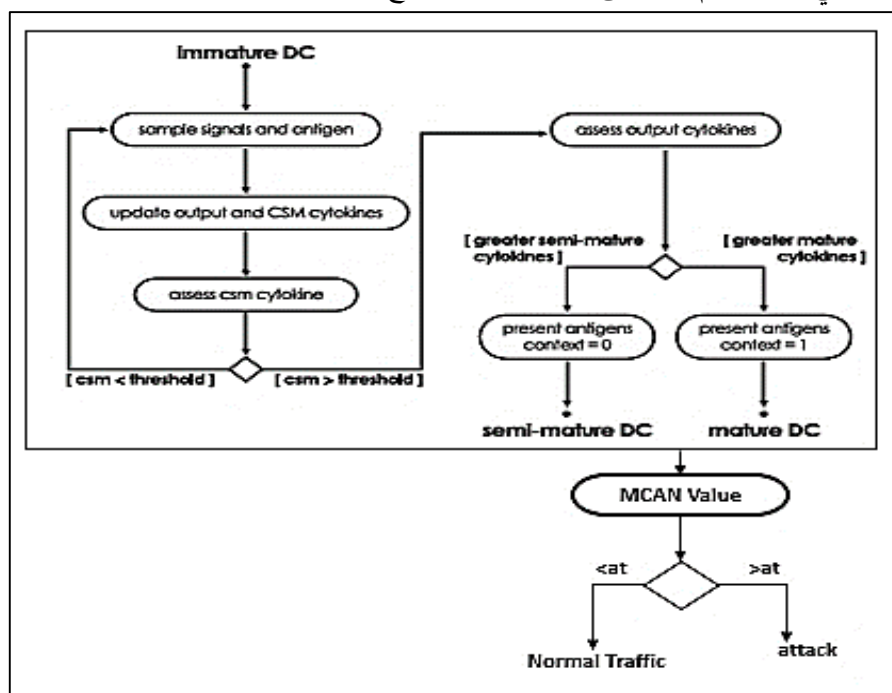 Immature DC
sample signals and antigen
update output and CSM cytokines
assess csm cytokine
[ csm < threshold ]
[ csm > threshold ]
assess output cytokines
[ greater semi-mature
cytokines ]
[ greater mature
cytokines ]
present antigens
context = 0
present antigens
context = 1
semi-mature DC
mature DC
MCAN Value
<at
>at
Normal Traffic
attack